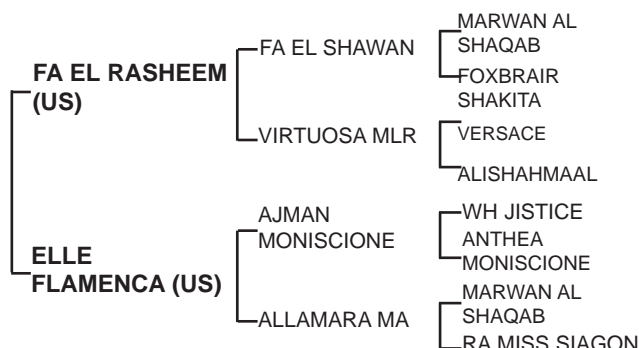 MARWAN AL
SHAQAB
FA EL SHAWAN
FA EL RASHEEM
(US)
FOXBRAIR
SHAKITA
VERSACE
VIRTUOSA MLR
ALISHAHMAAL
AJMAN
MONISCIONE
WH JISTICE
ANTHEA
MONISCIONE
ELLE
FLAMENCA (US)
MARWAN AL
SHAQAB
ALLAMARA MA
RA MISS SIAGON